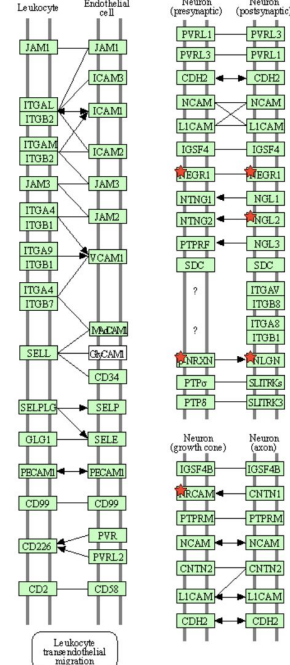 Leukocyte
Endothelial
cell
JAM1
JAM1
ICAM3
ITGAL
ITGB2
ICAM1
ITGAM
ITGB2
ICAM2
JAM3
JAM3
ITGA4
ITGB1
JAM2
ITGA9
ITGB1
VCAM1
ITGA4
ITGB7
MAdCAM1
SELL
GlyCAM1
CD34
SELPLG
SELP
GLG1
SELE
PECAM1
PECAM1
CD99
CD99
PVR
CD226
PVRL2
CD2
CD58
Leukocyte
transendothelial
migration
Neuron
(presynaptic)
Neuron
(postsynaptic)
PVRL1
PVRL3
PVRL3
PVRL1
CDH2
CDH2
NCAM
NCAM
L1CAM
L1CAM
IGSF4
IGSF4
NEGR1
NEGR1
NTNG1
NGL1
NTNG2
NGL2
PTPRF
NGL3
SDC
SDC
?
ITGAV
ITGB8
?
ITGA8
ITGB1
NRXN
NLGN
PTPσ
SLITRKs
PTPδ
SLITRK3
Neuron
(growth cone)
Neuron
(axon)
IGSF4B
IGSF4B
NRCAM
CNTN1
PTPRM
PTPRM
NCAM
NCAM
CNTN2
CNTN2
L1CAM
L1CAM
CDH2
CDH2